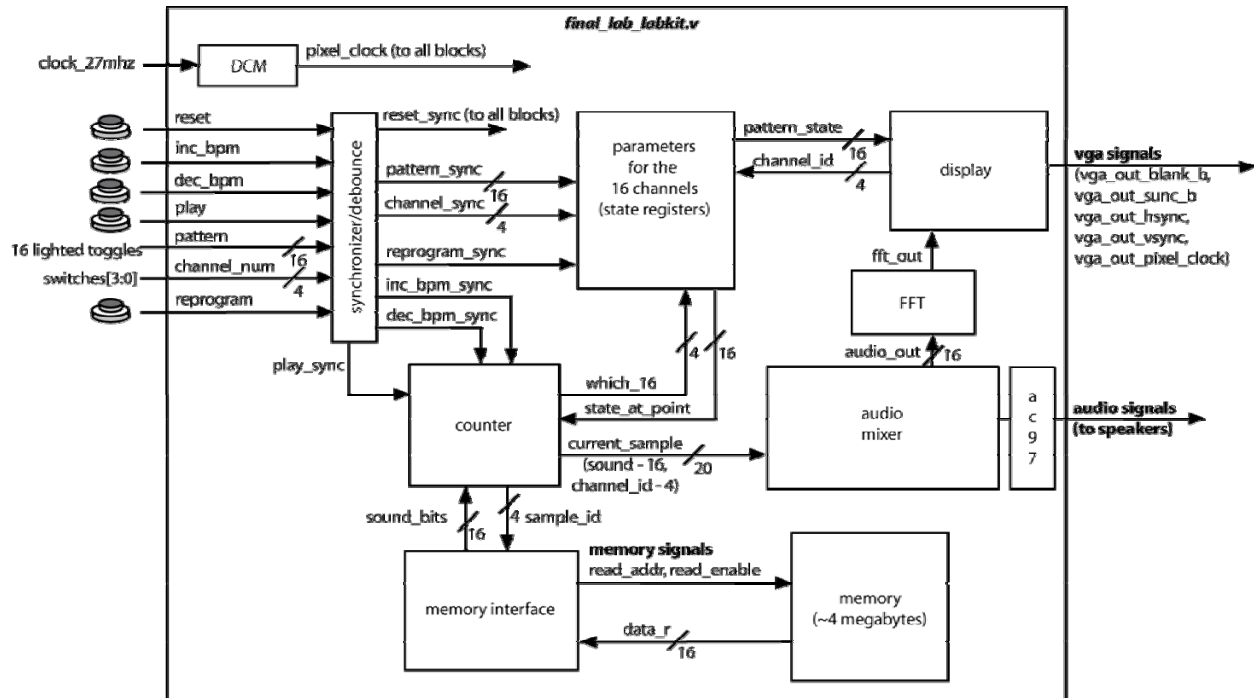 final_lab_labkit.v
clock_27mhz
DCM
pixel_clock (to all blocks)
reset
inc_bpm
dec_bpm
play
16 lighted toggles
pattern
16
switches[3:0]
channel_num
4
reprogram
synchronizer/debounce
reset_sync (to all blocks)
pattern_sync
16
channel_sync
4
reprogram_sync
inc_bpm_sync
dec_bpm_sync
play_sync
parameters
for the
16 channels
(state registers)
pattern_state
16
channel_id
4
display
vga signals
(vga_out_blank_b,
vga_out_sunc_b
vga_out_hsync,
vga_out_vsync,
vga_out_pixel_clock)
fft_out
FFT
audio_out
16
4
16
counter
which_16
state_at_point
current_sample
(sound - 16,
channel_id - 4)
20
audio
mixer
a
c
9
7
audio signals
(to speakers)
sound_bits
16
4
sample_id
memory interface
memory signals
read_addr, read_enable
data_r
16
memory
(~4 megabytes)